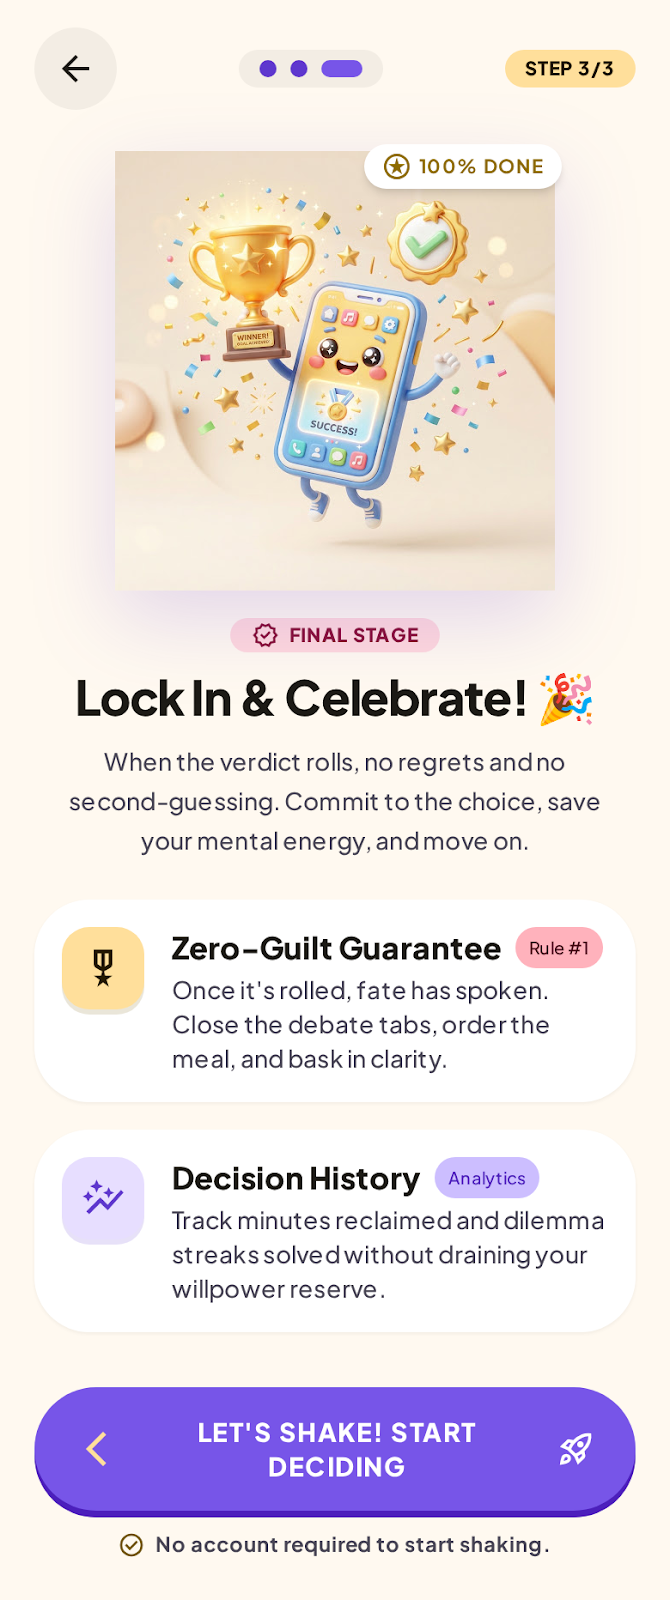 STEP 3/3
100% DONE
WINNER!
SUCCESS!
FINAL STAGE
Lock In & Celebrate! 🎉
When the verdict rolls, no regrets and no
second-guessing. Commit to the choice, save
your mental energy, and move on.
Zero-Guilt Guarantee
Rule #1
Once it's rolled, fate has spoken.
Close the debate tabs, order the
meal, and bask in clarity.
Decision History
Analytics
Track minutes reclaimed and dilemma
streaks solved without draining your
willpower reserve.
LET'S SHAKE! START
DECIDING
No account required to start shaking.